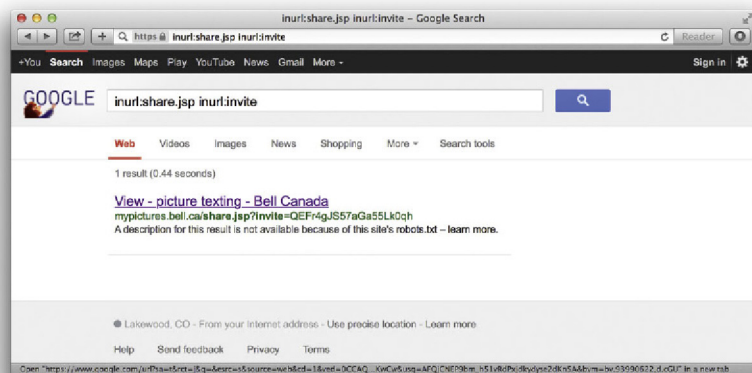 inurl:share.jsp inurl:invite – Google Search
https inurl:share.jsp inurl:invite Reader
+You Search Images Maps Play YouTube News Gmail More Sign in
GOOGLE inurl:share.jsp inurl:invite
Web Videos Images News Shopping More Search tools
1 result (0.44 seconds)
View - picture texting - Bell Canada
mypictures.bell.ca/share.jsp?invite=QEFr4gJS57aGa55Lk0qh
A description for this result is not available because of this site's robots.txt – learn more.
Lakewood, CO - From your Internet address - Use precise location - Learn more
Help Send feedback Privacy Terms
Open in a new tab